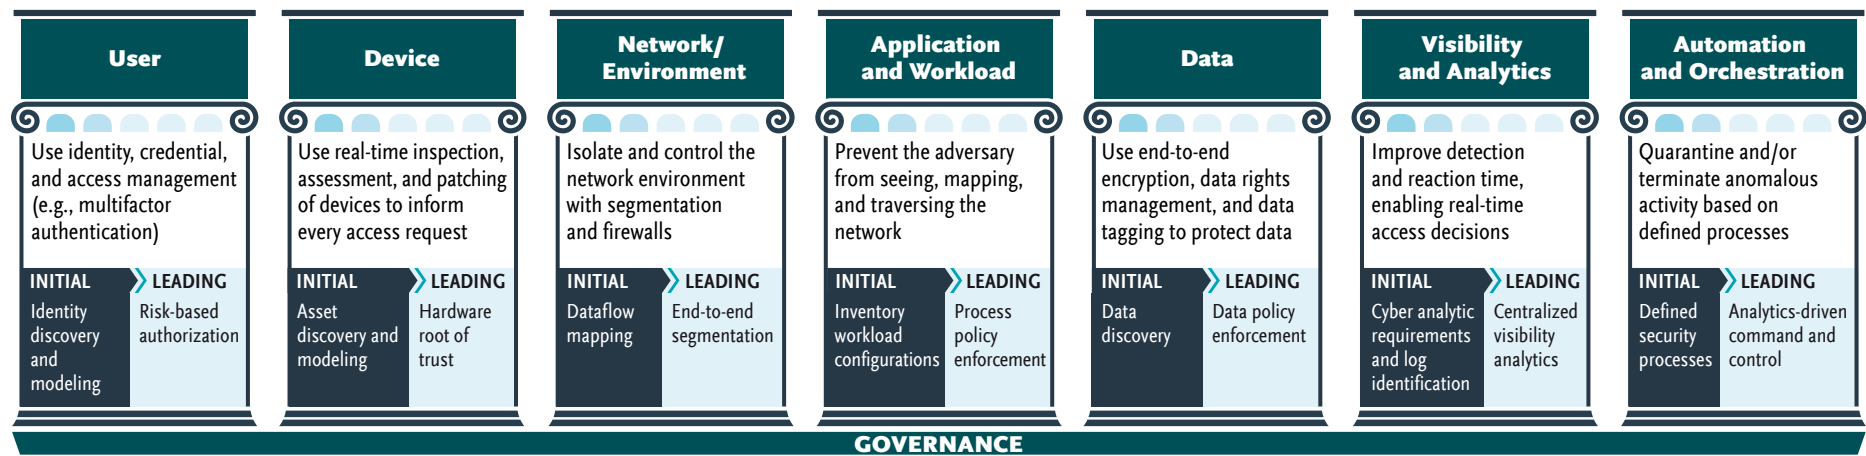 User
Use identity, credential,
and access management
(e.g., multifactor
authentication)
INITIAL
Identity
discovery
and
modeling
LEADING
Risk-based
authorization
Device
Use real-time inspection,
assessment, and patching
of devices to inform
every access request
INITIAL
Asset
discovery and
modeling
LEADING
Hardware
root of
trust
Network/
Environment
Isolate and control the
network environment
with segmentation
and firewalls
INITIAL
Dataflow
mapping
LEADING
End-to-end
segmentation
Application
and Workload
Prevent the adversary
from seeing, mapping,
and traversing the
network
INITIAL
Inventory
workload
configurations
LEADING
Process
policy
enforcement
Data
Use end-to-end
encryption, data rights
management, and data
tagging to protect data
INITIAL
Data
discovery
LEADING
Data policy
enforcement
Visibility
and Analytics
Improve detection
and reaction time,
enabling real-time
access decisions
INITIAL
Cyber analytic
requirements
and log
identification
LEADING
Centralized
visibility
analytics
Automation
and Orchestration
Quarantine and/or
terminate anomalous
activity based on
defined processes
INITIAL
Defined
security
processes
LEADING
Analytics-driven
command and
control
GOVERNANCE